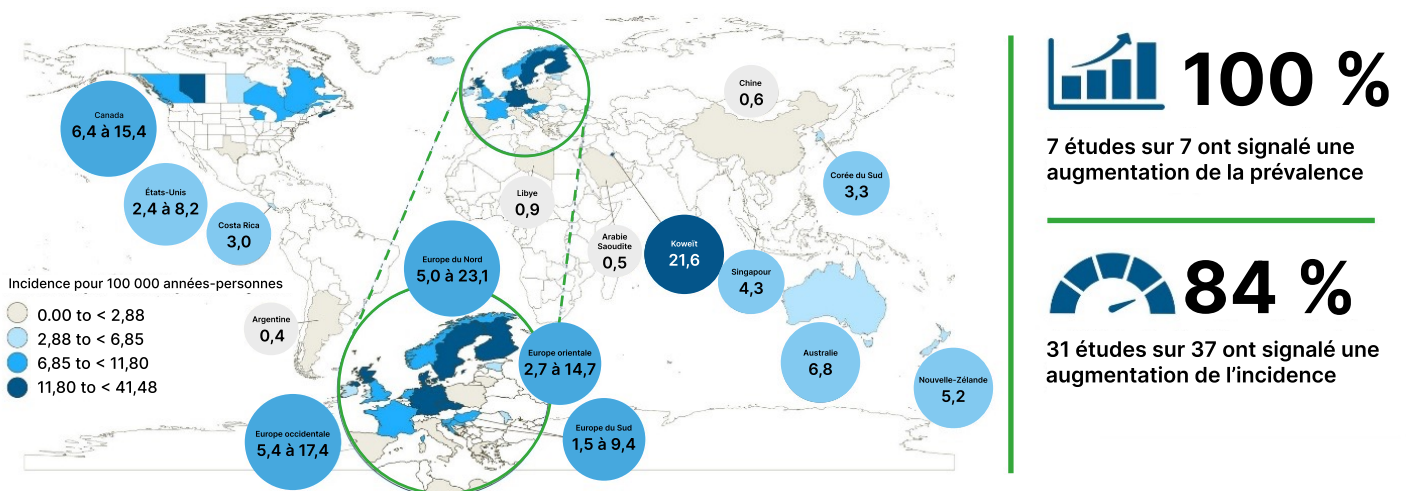 Canada
6,4 à 15,4
États-Unis
2,4 à 8,2
Costa Rica
3,0
Chine
0,6
Corée du Sud
3,3
Libye
0,9
Arabie
Saoudite
0,5
Koweït
21,6
Singapour
4,3
Europe du Nord
5,0 à 23,1
Incidence pour 100 000 années-personnes
0.00 to < 2,88
2,88 to < 6,85
6,85 to < 11,80
11,80 to < 41,48
Argentine
0,4
Europe orientale
2,7 à 14,7
Australie
6,8
Nouvelle-Zélande
5,2
Europe occidentale
5,4 à 17,4
Europe du Sud
1,5 à 9,4
100 %
7 études sur 7 ont signalé une
augmentation de la prévalence
84 %
31 études sur 37 ont signalé une
augmentation de l’incidence